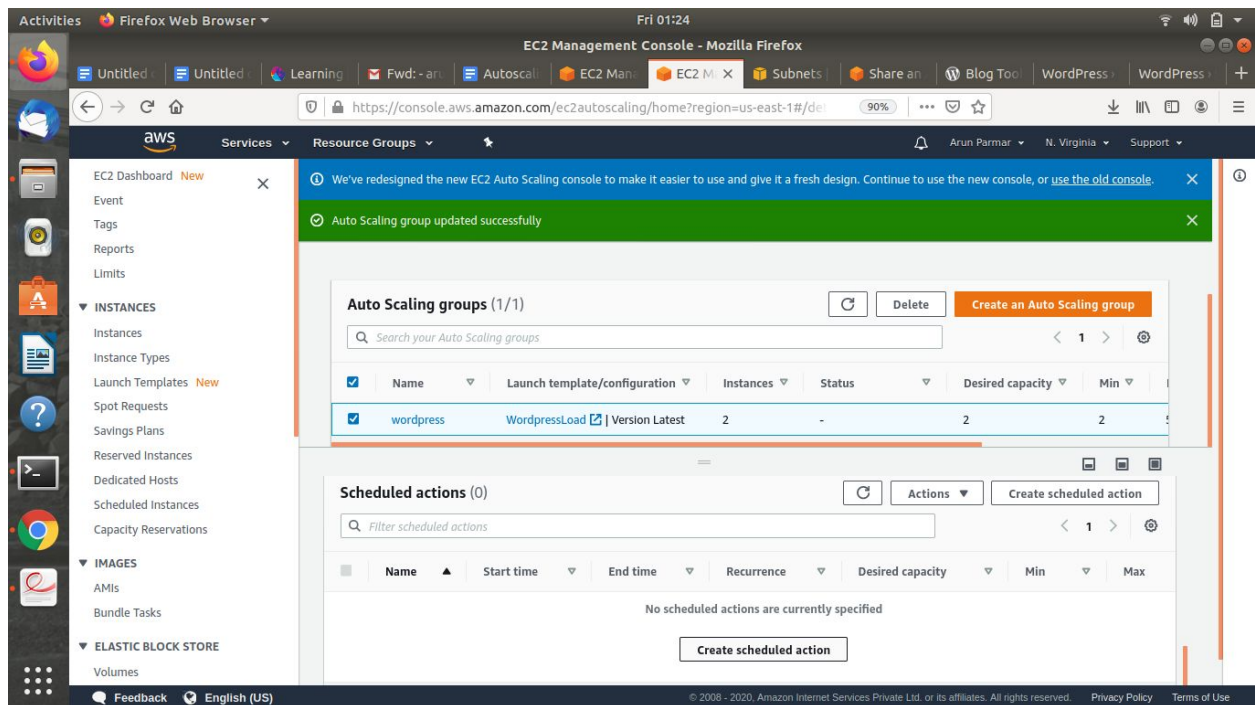 Activities Firefox Web Browser Fri 01:24
EC2 Management Console - Mozilla Firefox
Untitled Untitled Learning Fwd: - aru Autoscali EC2 Mana EC2 M Subnets Share an Blog Tool WordPress WordPress
https://console.aws.amazon.com/ec2autoscaling/home?region=us-east-1#/de 90%
aws Services Resource Groups Arun Parmar N. Virginia Support
EC2 Dashboard New
Event
Tags
Reports
Limits
INSTANCES
Instances
Instance Types
Launch Templates New
Spot Requests
Savings Plans
Reserved Instances
Dedicated Hosts
Scheduled Instances
Capacity Reservations
IMAGES
AMIs
Bundle Tasks
ELASTIC BLOCK STORE
Volumes
We've redesigned the new EC2 Auto Scaling console to make it easier to use and give it a fresh design. Continue to use the new console, or use the old console.
Auto Scaling group updated successfully
Auto Scaling groups (1/1) Delete Create an Auto Scaling group
Search your Auto Scaling groups 1
Name Launch template/configuration Instances Status Desired capacity Min
wordpress WordpressLoad | Version Latest 2 - 2 2
Scheduled actions (0) Actions Create scheduled action
Filter scheduled actions 1
Name Start time End time Recurrence Desired capacity Min Max
No scheduled actions are currently specified
Create scheduled action
Feedback English (US) © 2008 - 2020, Amazon Internet Services Private Ltd. or its affiliates. All rights reserved. Privacy Policy Terms of Use